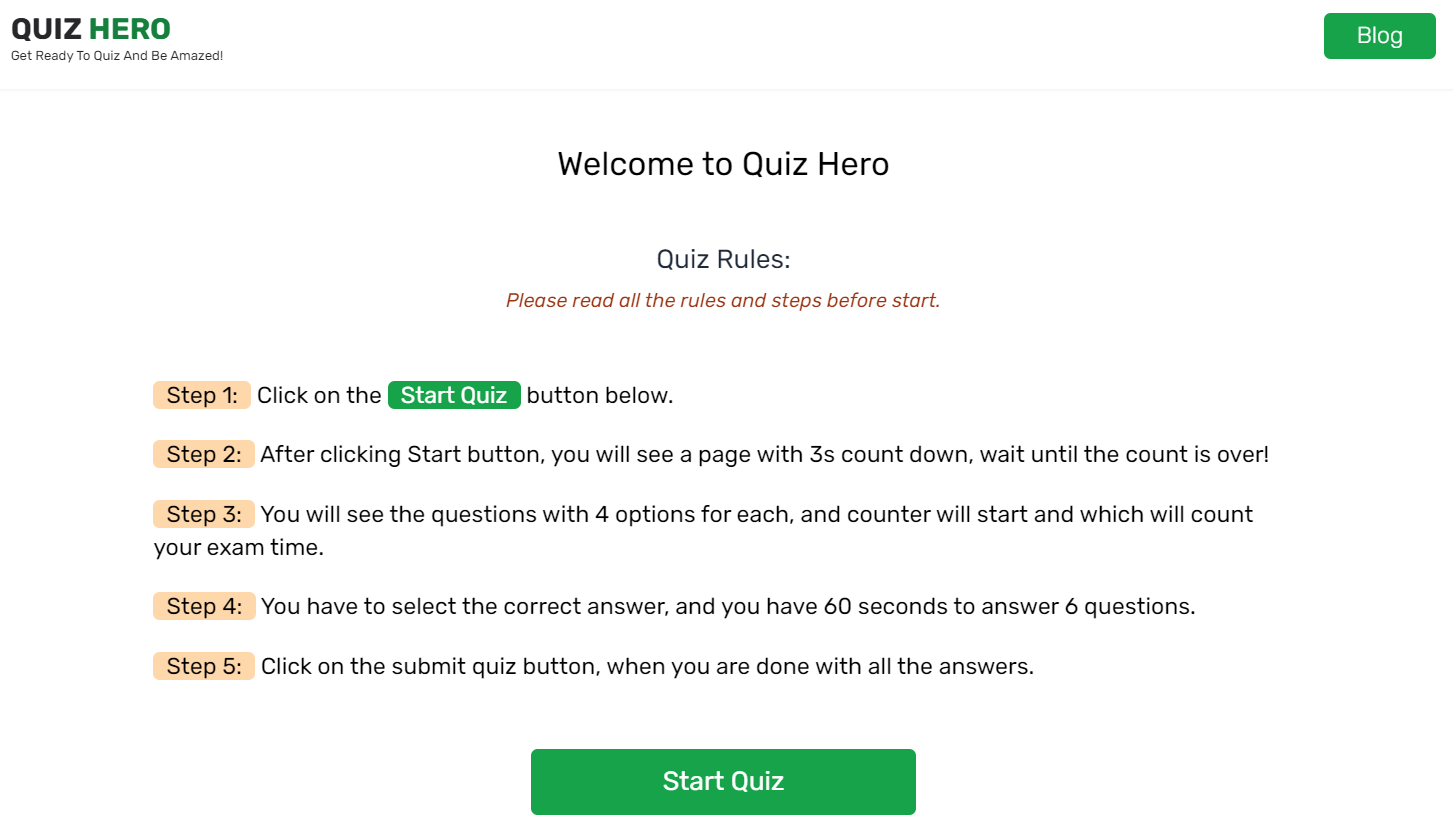 QUIZ HERO
Blog
Get Ready To Quiz And Be Amazed!
Welcome to Quiz Hero
Quiz Rules:
Please read all the rules and steps before start.
Step 1: Click on the Start Quiz button below.
Step 2: After clicking Start button, you will see a page with 3s count down, wait until the count is over!
Step 3: You will see the questions with 4 options for each, and counter will start and which will count
your exam time.
Step 4: You have to select the correct answer, and you have 60 seconds to answer 6 questions.
Step 5: Click on the submit quiz button, when you are done with all the answers.
Start Quiz